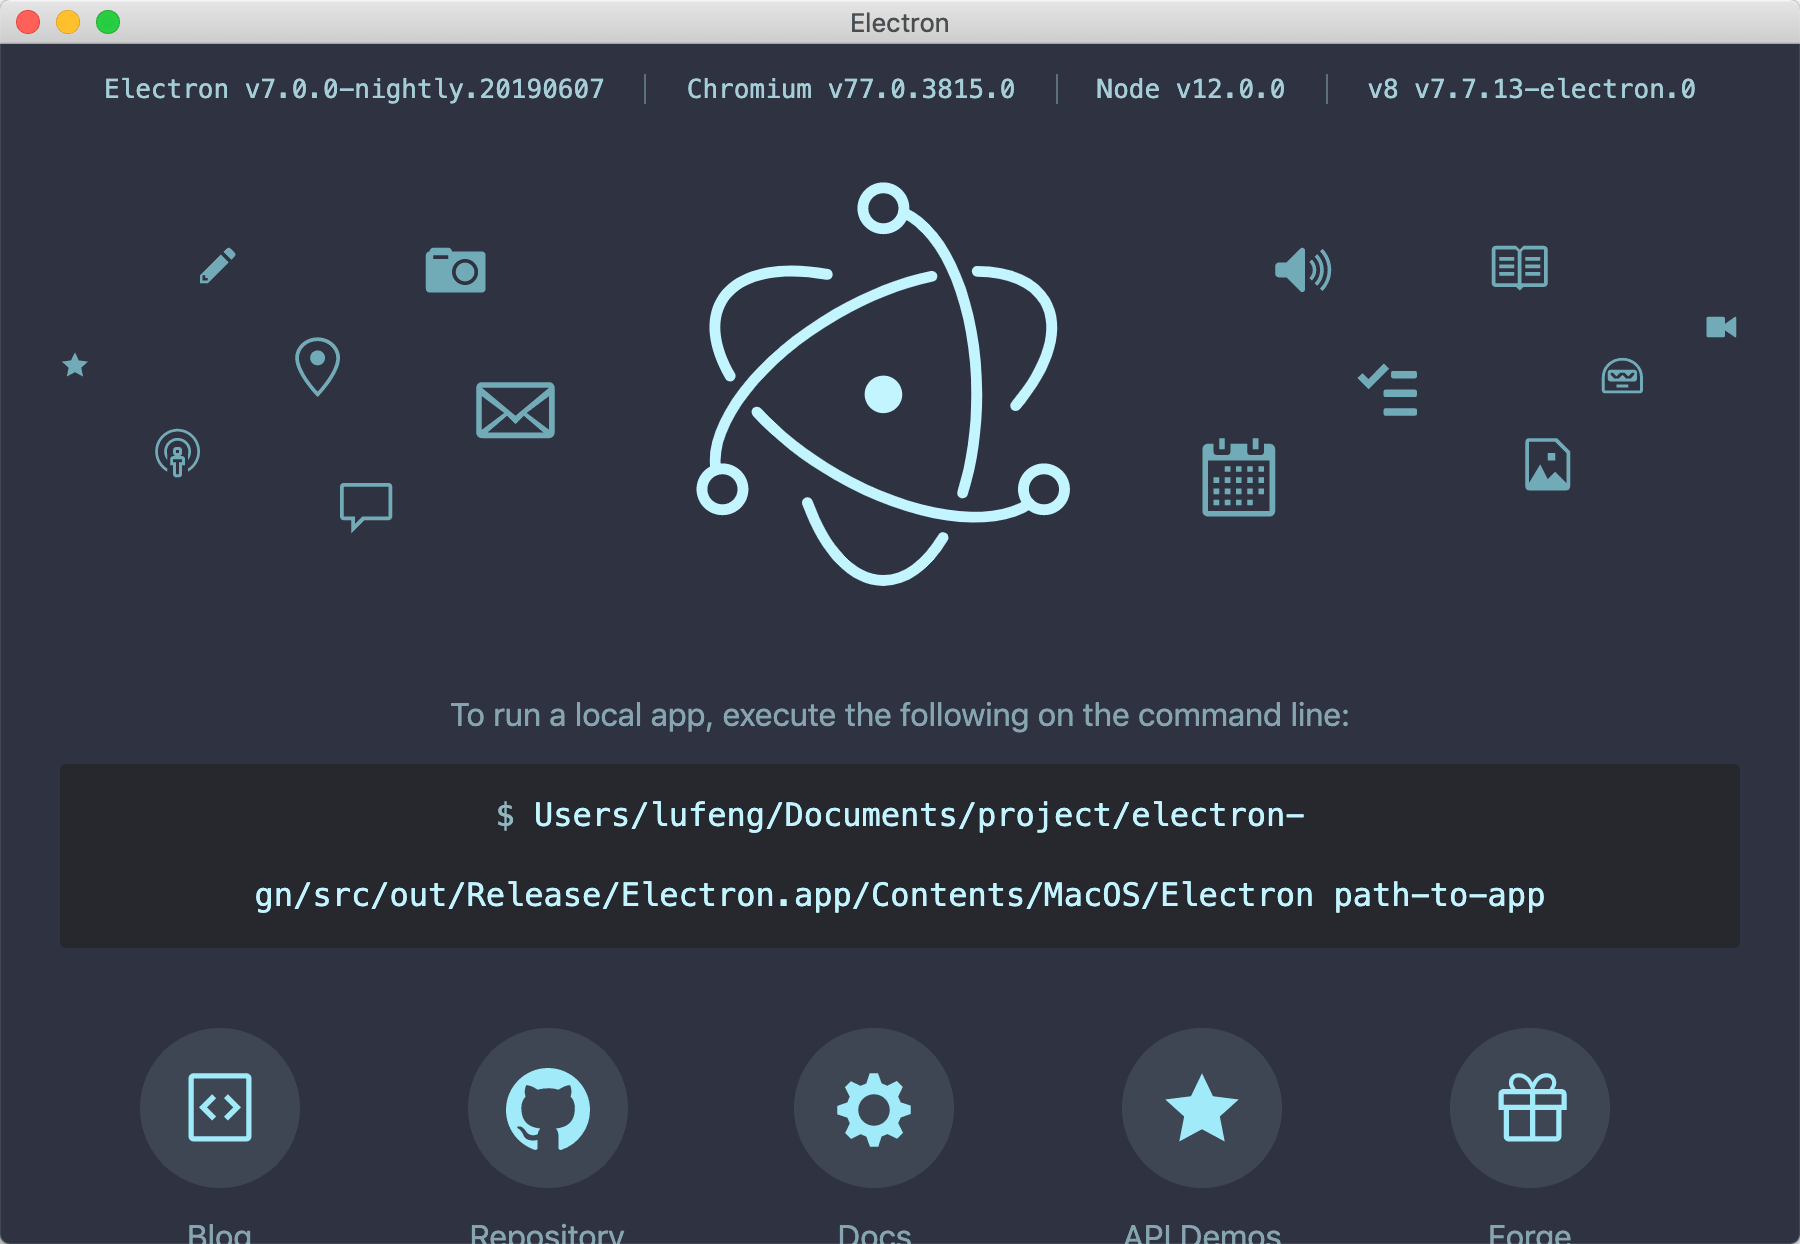 Electron
Electron v7.0.0-nightly.20190607 | Chromium v77.0.3815.0 | Node v12.0.0 | v8 v7.7.13-electron.0
To run a local app, execute the following on the command line:
$ Users/lufeng/Documents/project/electron-
gn/src/out/Release/Electron.app/Contents/MacOS/Electron path-to-app
Blog Repository Docs API Demos Forge